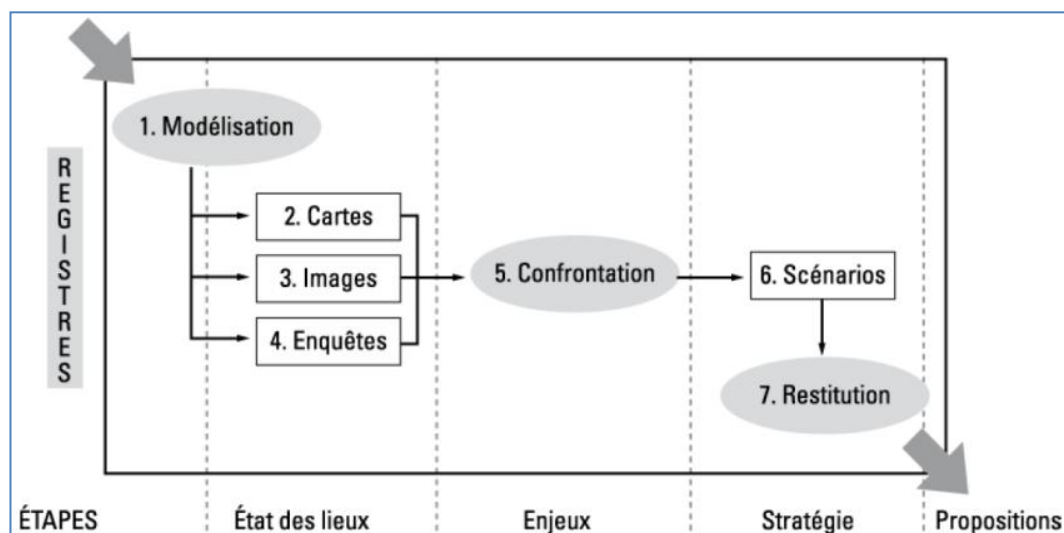 1. Modélisation
REGISTRES
2. Cartes
3. Images
4. Enquêtes
5. Confrontation
6. Scénarios
7. Restitution
ÉTAPES État des lieux Enjeux Stratégie Propositions